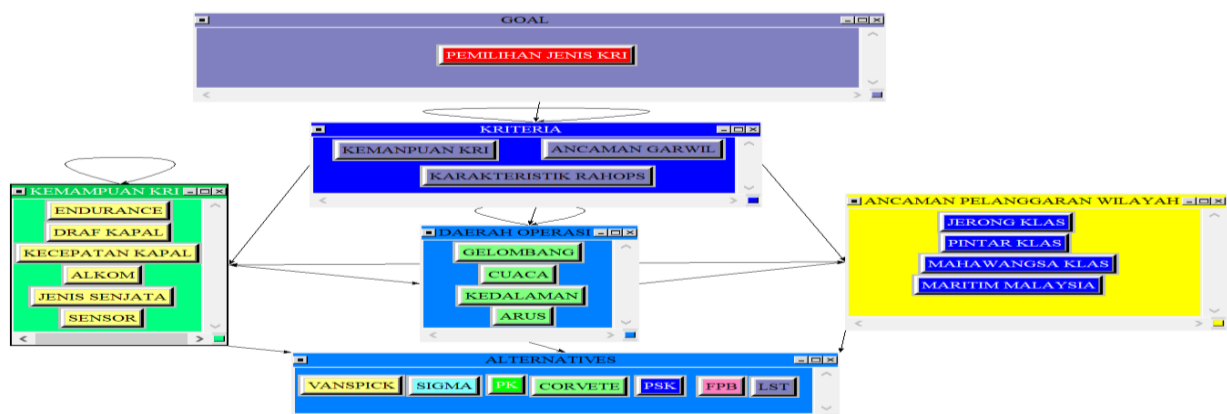 GOAL
PEMILIHAN JENIS KRI
KRITERIA
KEMANPUAN KRI
ANCAMAN GARWIL
KARAKTERISTIK RAHOPS
KEMAMPUAN KRI
ENDURANCE
DRAF KAPAL
KECEPATAN KAPAL
ALKOM
JENIS SENJATA
SENSOR
DAERAH OPERASI
GELOMBANG
CUACA
KEDALAMAN
ARUS
ANCAMAN PELANGGARAN WILAYAH
JERONG KLAS
PINTAR KLAS
MAHAWANGSA KLAS
MARITIM MALAYSIA
ALTERNATIVES
VANSPICK SIGMA PK CORVETE PSK FPB LST